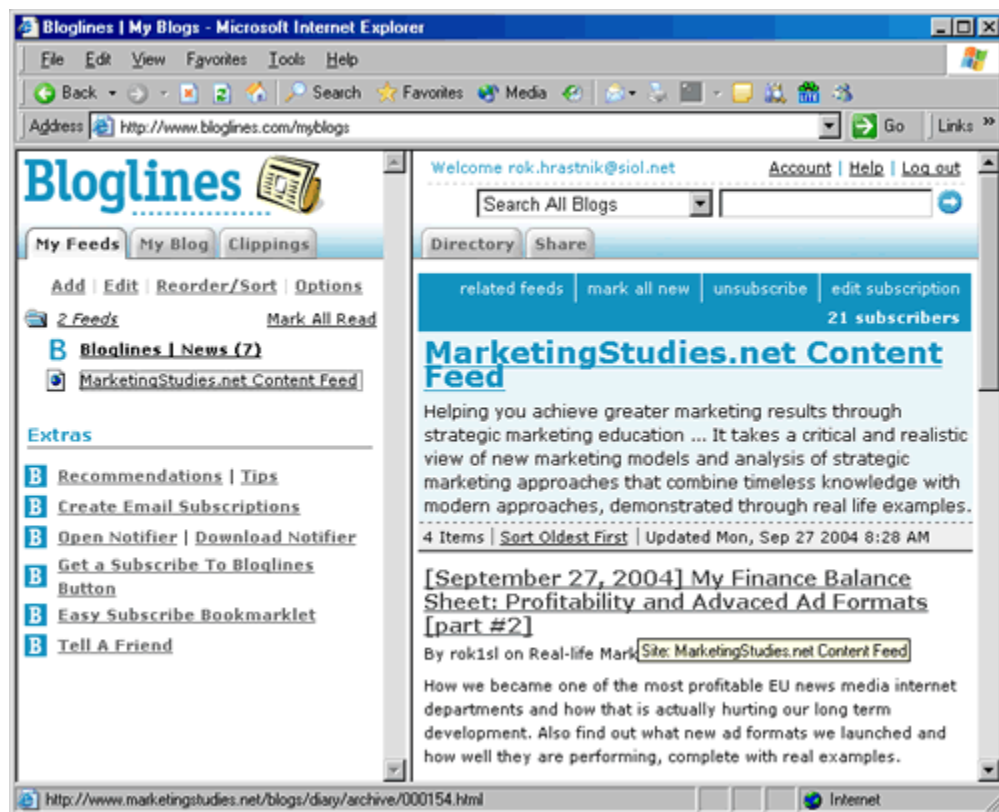 Bloglines | My Blogs - Microsoft Internet Explorer
File Edit View Favorites Tools Help
Back Search Favorites Media
Address http://www.bloglines.com/myblogs Go Links »
Bloglines
My Feeds My Blog Clippings
Add | Edit | Reorder/Sort | Options
2 Feeds Mark All Read
B Bloglines | News (7)
MarketingStudies.net Content Feed
Extras
B Recommendations | Tips
B Create Email Subscriptions
B Open Notifier | Download Notifier
B Get a Subscribe To Bloglines
Button
B Easy Subscribe Bookmarklet
B Tell A Friend
Welcome rok.hrastnik@siol.net Account | Help | Log out
Search All Blogs
Directory Share
related feeds | mark all new | unsubscribe | edit subscription
21 subscribers
MarketingStudies.net Content
Feed
Helping you achieve greater marketing results through
strategic marketing education ... It takes a critical and realistic
view of new marketing models and analysis of strategic
marketing approaches that combine timeless knowledge with
modern approaches, demonstrated through real life examples.
4 Items | Sort Oldest First | Updated Mon, Sep 27 2004 8:28 AM
[September 27, 2004] My Finance Balance
Sheet: Profitability and Advaced Ad Formats
[part #2]
By rok1sl on Real-life Mark
Site: MarketingStudies.net Content Feed
How we became one of the most profitable EU news media internet
departments and how that is actually hurting our long term
development. Also find out what new ad formats we launched and
how well they are performing, complete with real examples.
http://www.marketingstudies.net/blogs/diary/archive/000154.html Internet